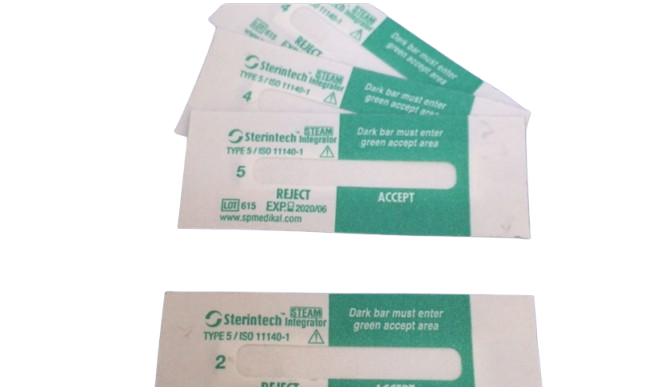 4
STEAM
TYPE 5 / ISO 11140-1
Integrator
REJECT
Dark bar must enter
green accept area
Sterintech STEAM
Integrator
TYPE 5 / ISO 11140-1
4
Dark bar must enter
green accept area
Sterintech STEAM
Integrator
TYPE 5 / ISO 11140-1
5
Dark bar must enter
green accept area
REJECT
ACCEPT
LOT 615 EXP. 2020/06
www.spmedikal.com
Sterintech STEAM
Integrator
TYPE 5 / ISO 11140-1
2
Dark bar must enter
green accept area
REJECT
ACCEPT